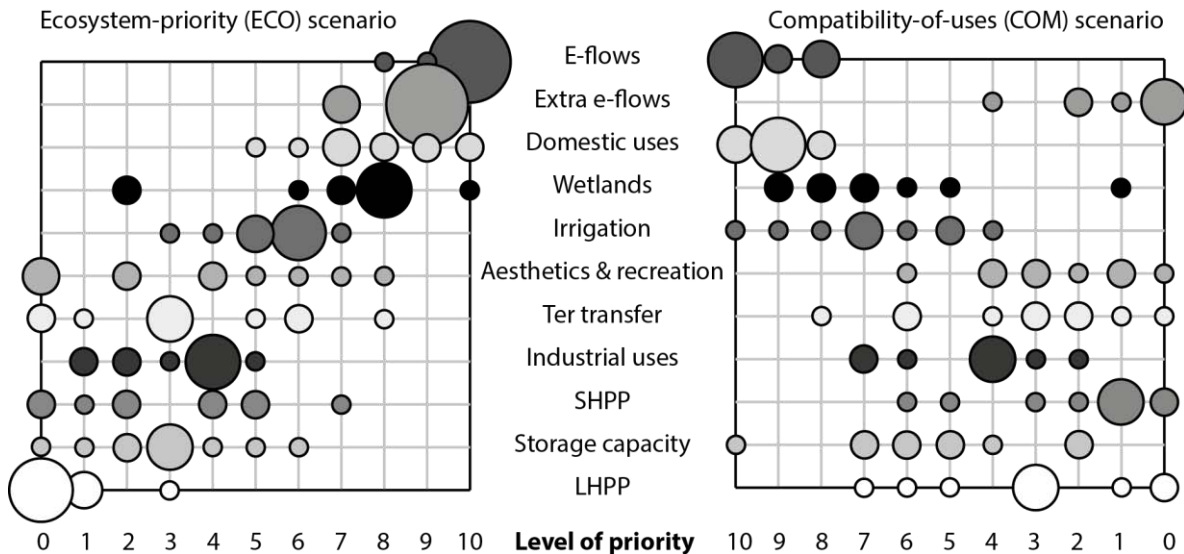 Ecosystem-priority (ECO) scenario
Compatibility-of-uses (COM) scenario
E-flows
Extra e-flows
Domestic uses
Wetlands
Irrigation
Aesthetics & recreation
Ter transfer
Industrial uses
SHPP
Storage capacity
LHPP
0 1 2 3 4 5 6 7 8 9 10 Level of priority 10 9 8 7 6 5 4 3 2 1 0